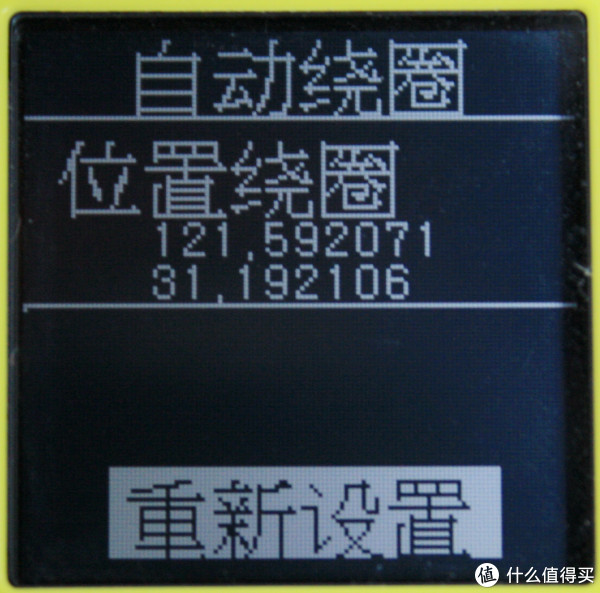 自动绕圈
位置绕圈
121.592071
31.192106
重新设置
值 什么值得买